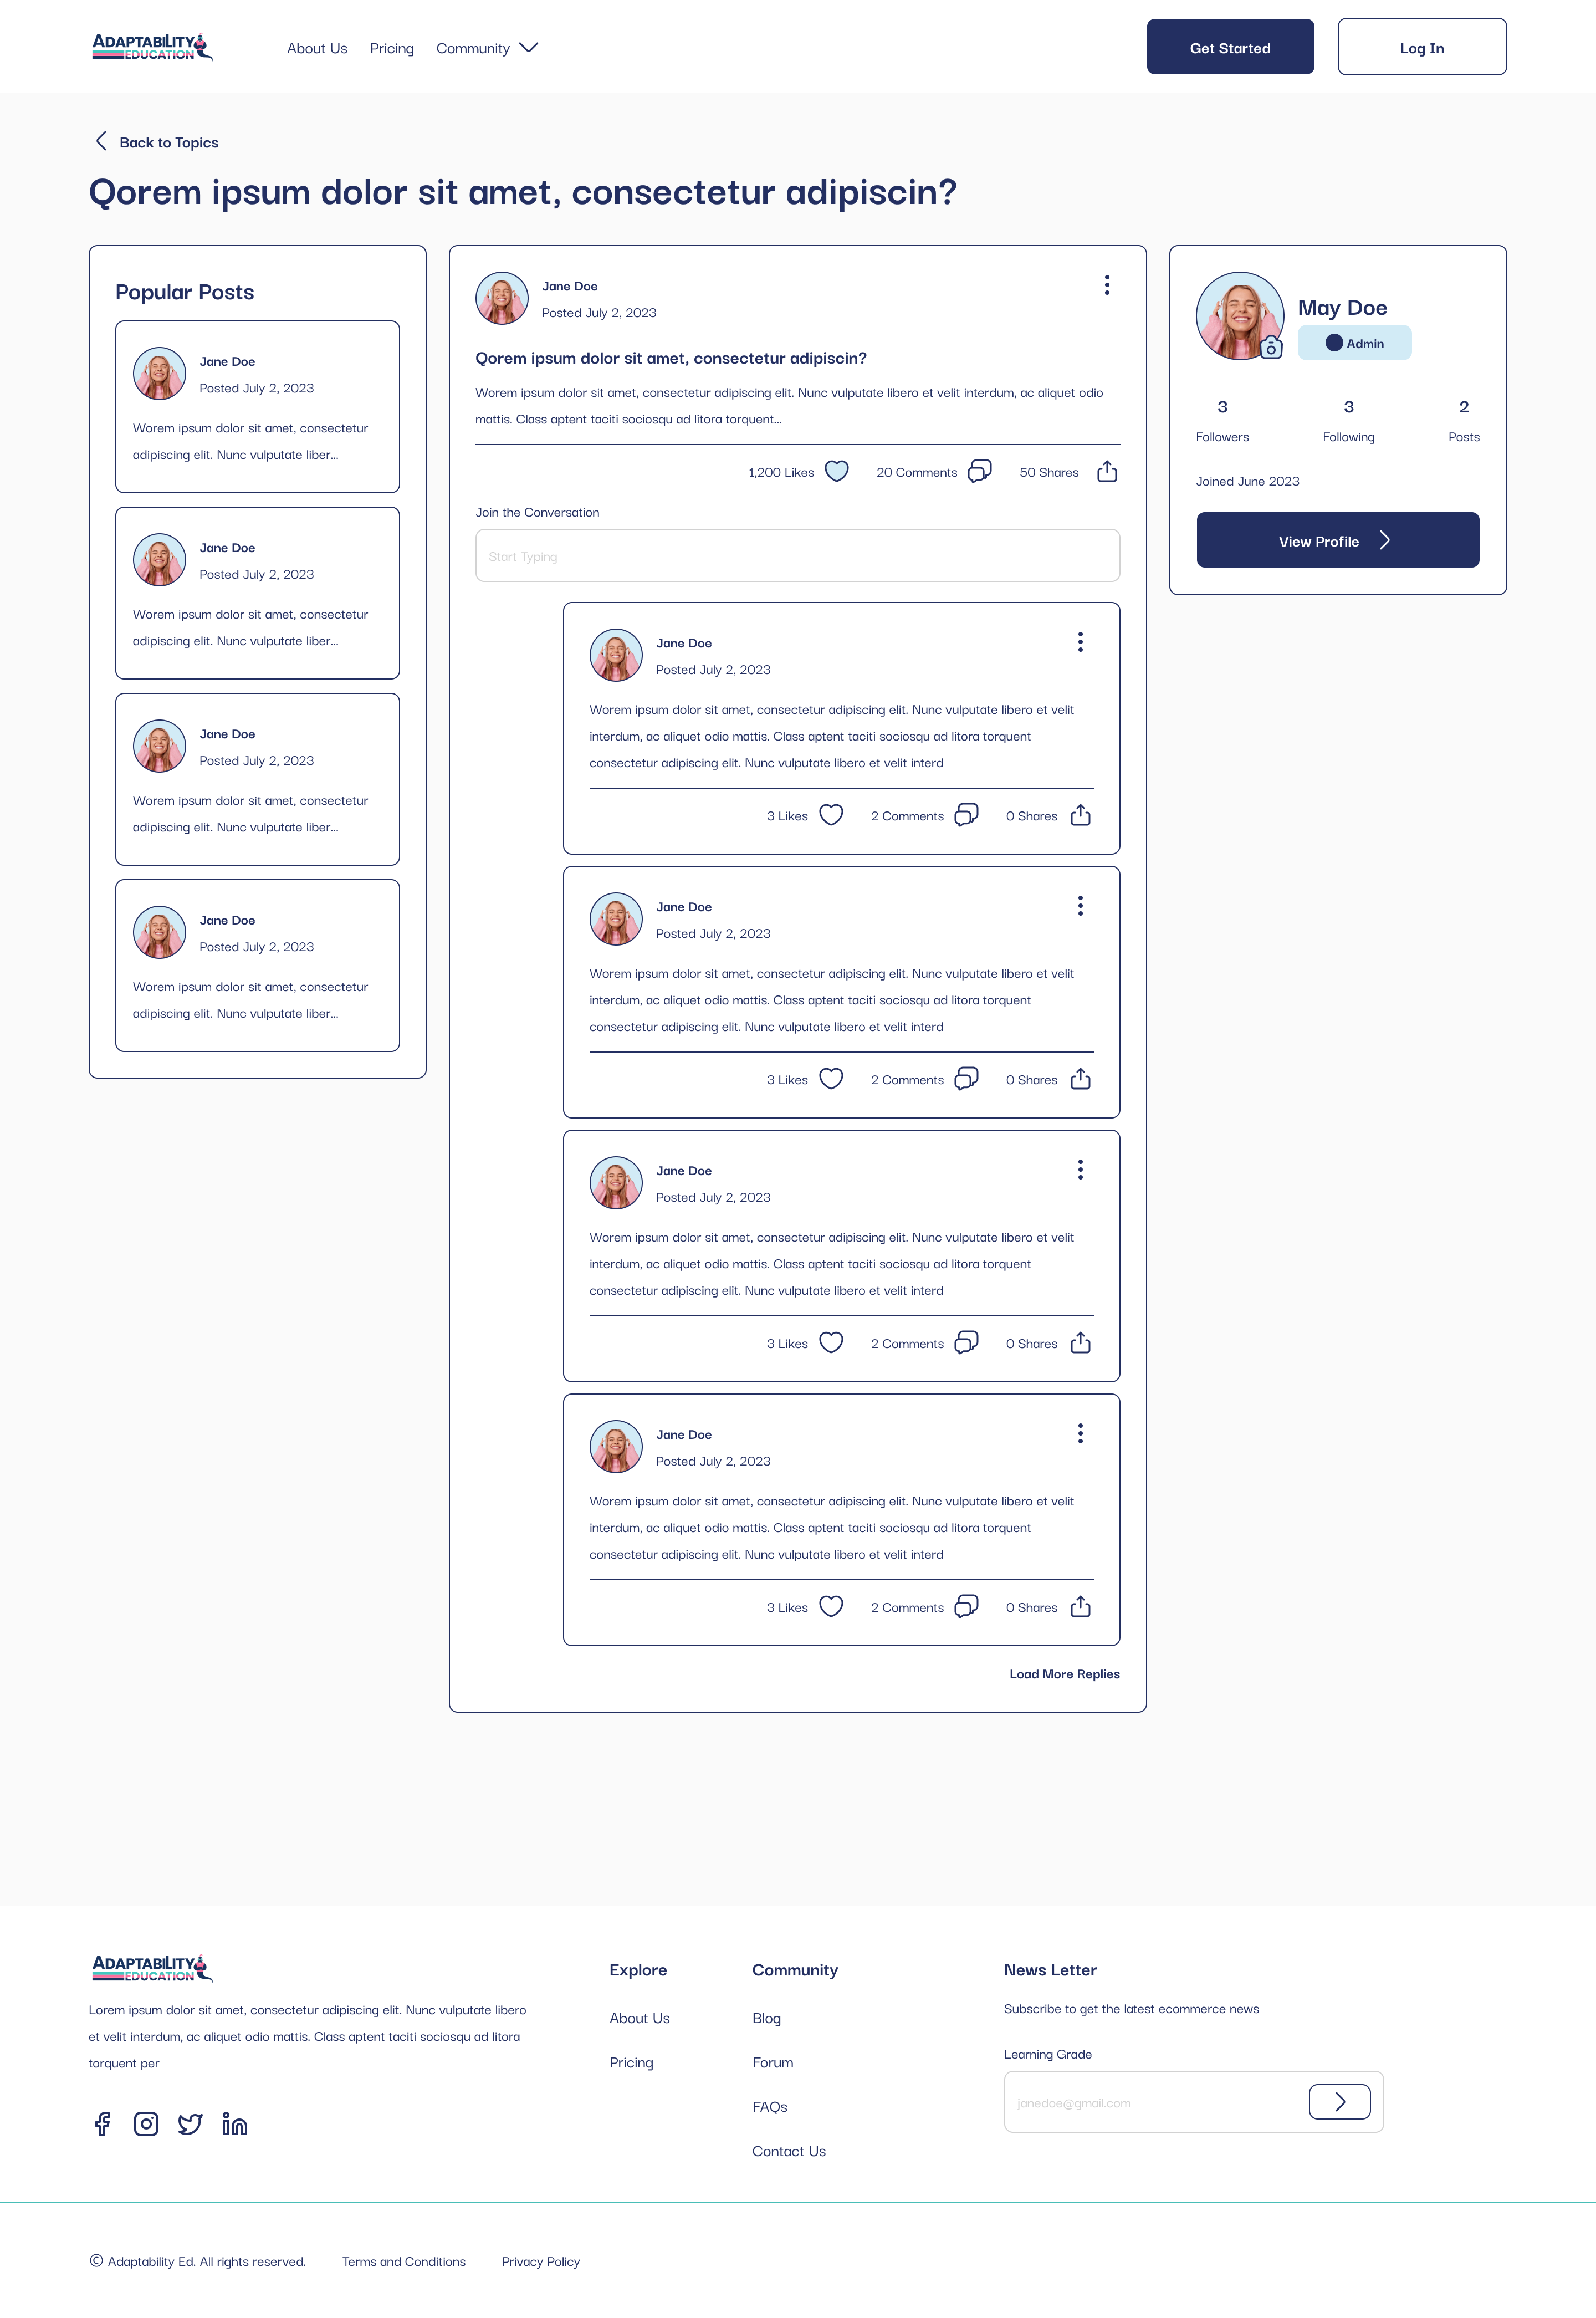 ADAPTABILITY
EDUCATION
About Us Pricing Community
Get Started Log In
Back to Topics
Qorem ipsum dolor sit amet, consectetur adipiscin?
Popular Posts
Jane Doe
Posted July 2, 2023
Worem ipsum dolor sit amet, consectetur
adipiscing elit. Nunc vulputate liber...
Jane Doe
Posted July 2, 2023
Worem ipsum dolor sit amet, consectetur
adipiscing elit. Nunc vulputate liber...
Jane Doe
Posted July 2, 2023
Worem ipsum dolor sit amet, consectetur
adipiscing elit. Nunc vulputate liber...
Jane Doe
Posted July 2, 2023
Worem ipsum dolor sit amet, consectetur
adipiscing elit. Nunc vulputate liber...
Jane Doe
Posted July 2, 2023
Qorem ipsum dolor sit amet, consectetur adipiscin?
Worem ipsum dolor sit amet, consectetur adipiscing elit. Nunc vulputate libero et velit interdum, ac aliquet odio
mattis. Class aptent taciti sociosqu ad litora torquent...
1,200 Likes 20 Comments 50 Shares
Join the Conversation
Start Typing
Jane Doe
Posted July 2, 2023
Worem ipsum dolor sit amet, consectetur adipiscing elit. Nunc vulputate libero et velit
interdum, ac aliquet odio mattis. Class aptent taciti sociosqu ad litora torquent
consectetur adipiscing elit. Nunc vulputate libero et velit interd
3 Likes 2 Comments 0 Shares
Jane Doe
Posted July 2, 2023
Worem ipsum dolor sit amet, consectetur adipiscing elit. Nunc vulputate libero et velit
interdum, ac aliquet odio mattis. Class aptent taciti sociosqu ad litora torquent
consectetur adipiscing elit. Nunc vulputate libero et velit interd
3 Likes 2 Comments 0 Shares
Jane Doe
Posted July 2, 2023
Worem ipsum dolor sit amet, consectetur adipiscing elit. Nunc vulputate libero et velit
interdum, ac aliquet odio mattis. Class aptent taciti sociosqu ad litora torquent
consectetur adipiscing elit. Nunc vulputate libero et velit interd
3 Likes 2 Comments 0 Shares
Jane Doe
Posted July 2, 2023
Worem ipsum dolor sit amet, consectetur adipiscing elit. Nunc vulputate libero et velit
interdum, ac aliquet odio mattis. Class aptent taciti sociosqu ad litora torquent
consectetur adipiscing elit. Nunc vulputate libero et velit interd
3 Likes 2 Comments 0 Shares
Load More Replies
May Doe
Admin
3 3 2
Followers Following Posts
Joined June 2023
View Profile
ADAPTABILITY
EDUCATION
Lorem ipsum dolor sit amet, consectetur adipiscing elit. Nunc vulputate libero
et velit interdum, ac aliquet odio mattis. Class aptent taciti sociosqu ad litora
torquent per
Explore
About Us
Pricing
Community
Blog
Forum
FAQs
Contact Us
News Letter
Subscribe to get the latest ecommerce news
Learning Grade
janedoe@gmail.com
© Adaptability Ed. All rights reserved. Terms and Conditions Privacy Policy